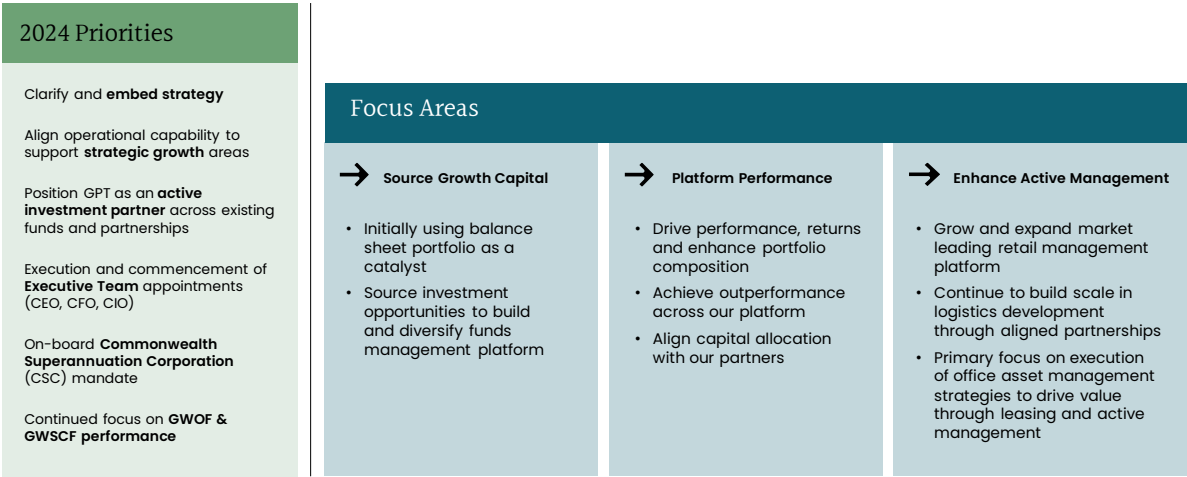 2024 Priorities
Clarify and embed strategy
Align operational capability to
support strategic growth areas
Position GPT as an active
investment partner across existing
funds and partnerships
Execution and commencement of
Executive Team appointments
(CEO, CFO, CIO)
On-board Commonwealth
Superannuation Corporation
(CSC) mandate
Continued focus on GWOF &
GWSCF performance
Focus Areas
→ Source Growth Capital
• Initially using balance
sheet portfolio as a
catalyst
• Source investment
opportunities to build
and diversify funds
management platform
→ Platform Performance
• Drive performance, returns
and enhance portfolio
composition
• Achieve outperformance
across our platform
• Align capital allocation
with our partners
→ Enhance Active Management
• Grow and expand market
leading retail management
platform
• Continue to build scale in
logistics development
through aligned partnerships
• Primary focus on execution
of office asset management
strategies to drive value
through leasing and active
management